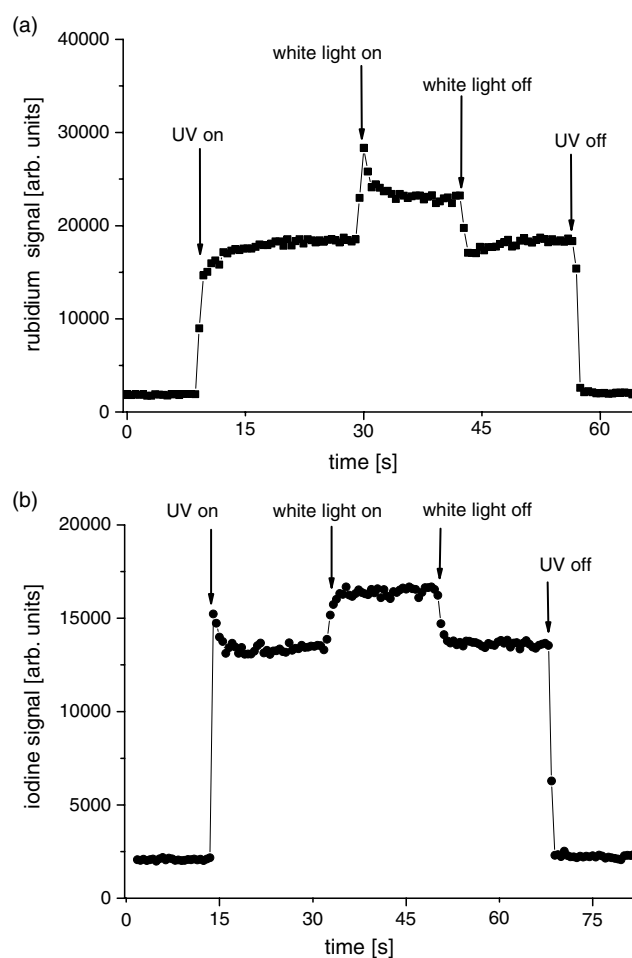 (a)
40000
white light on
white light off
30000
UV on
UV off
20000
10000
0
0 15 30 45 60
rubidium signal [arb. units]
time [s]
(b)
20000
UV on
white light on
white light off
UV off
15000
10000
5000
0
0 15 30 45 60 75
iodine signal [arb. units]
time [s]